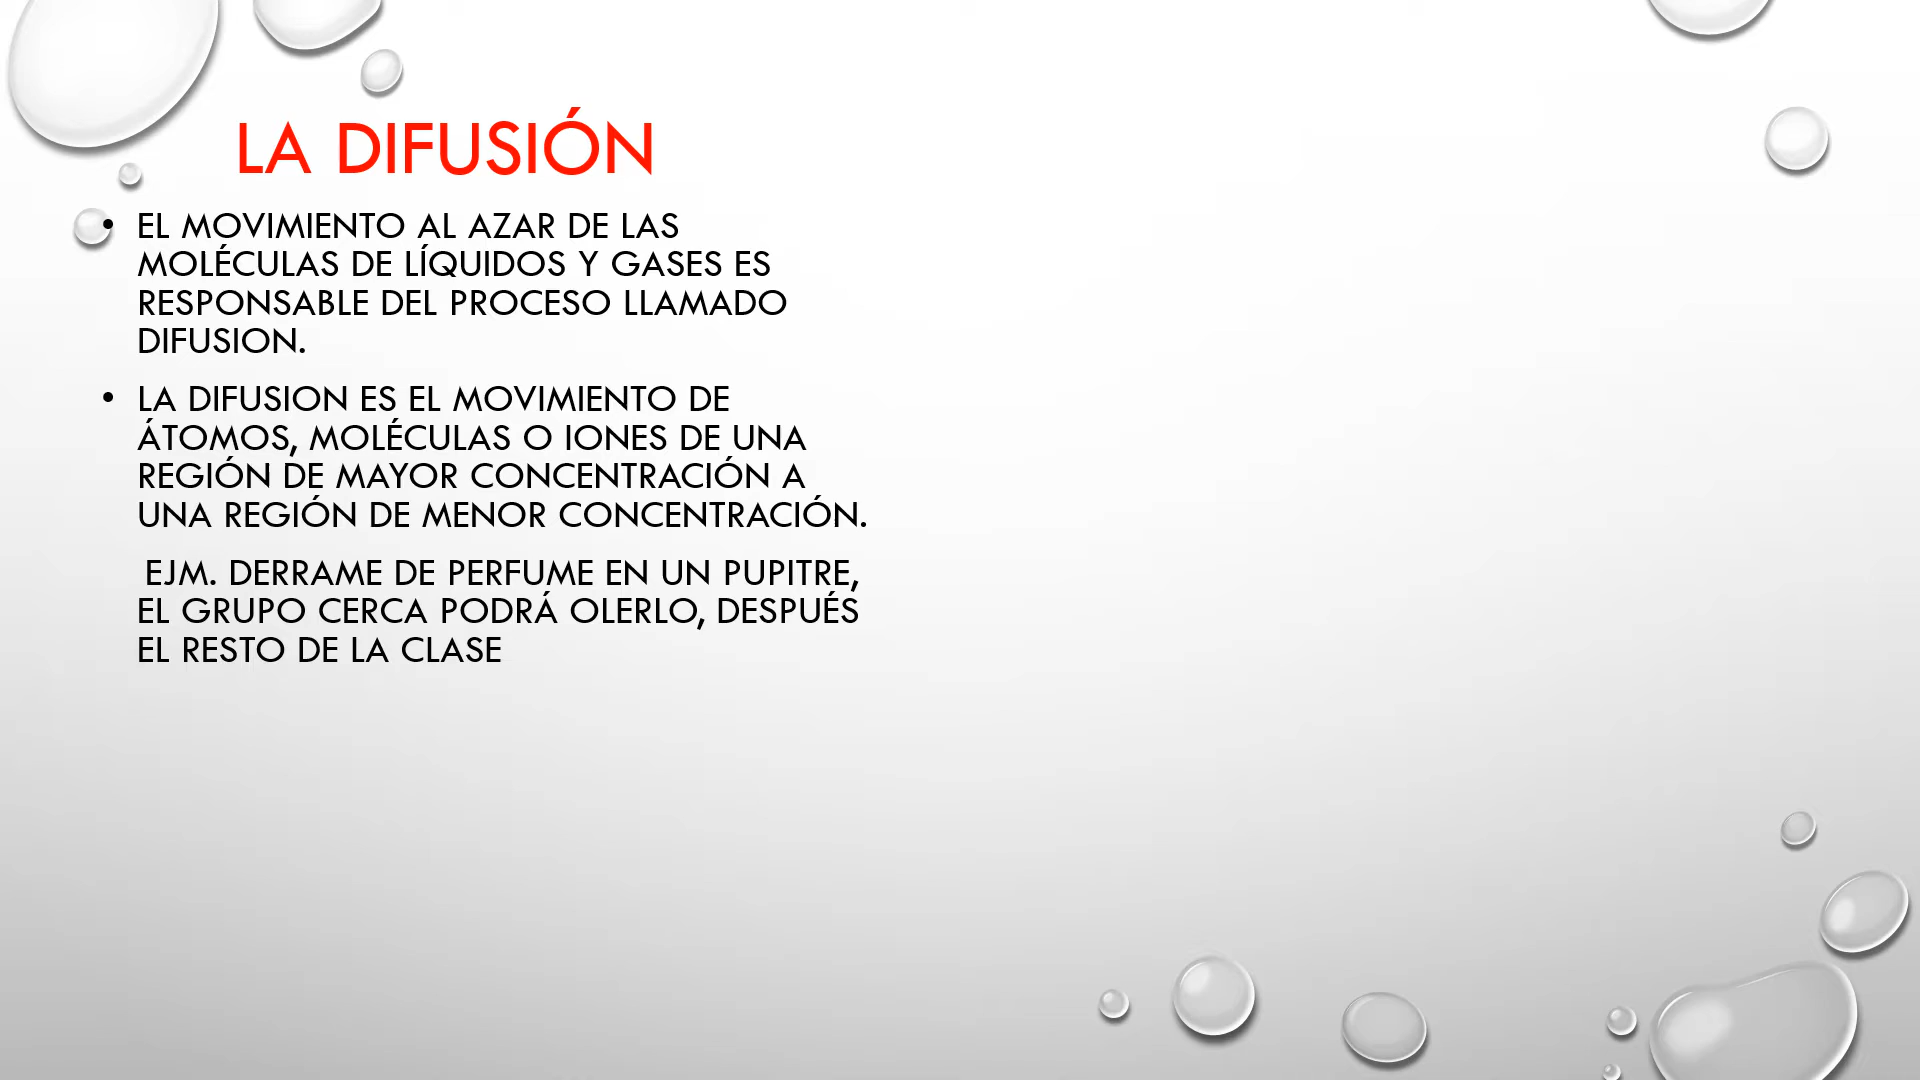 LA DIFUSIÓN
• EL MOVIMIENTO AL AZAR DE LAS
MOLÉCULAS DE LÍQUIDOS Y GASES ES
RESPONSABLE DEL PROCESO LLAMADO
DIFUSION.
• LA DIFUSION ES EL MOVIMIENTO DE
ÁTOMOS, MOLÉCULAS O IONES DE UNA
REGIÓN DE MAYOR CONCENTRACIÓN A
UNA REGIÓN DE MENOR CONCENTRACIÓN.
EJM. DERRAME DE PERFUME EN UN PUPITRE,
EL GRUPO CERCA PODRÁ OLERLO, DESPUÉS
EL RESTO DE LA CLASE